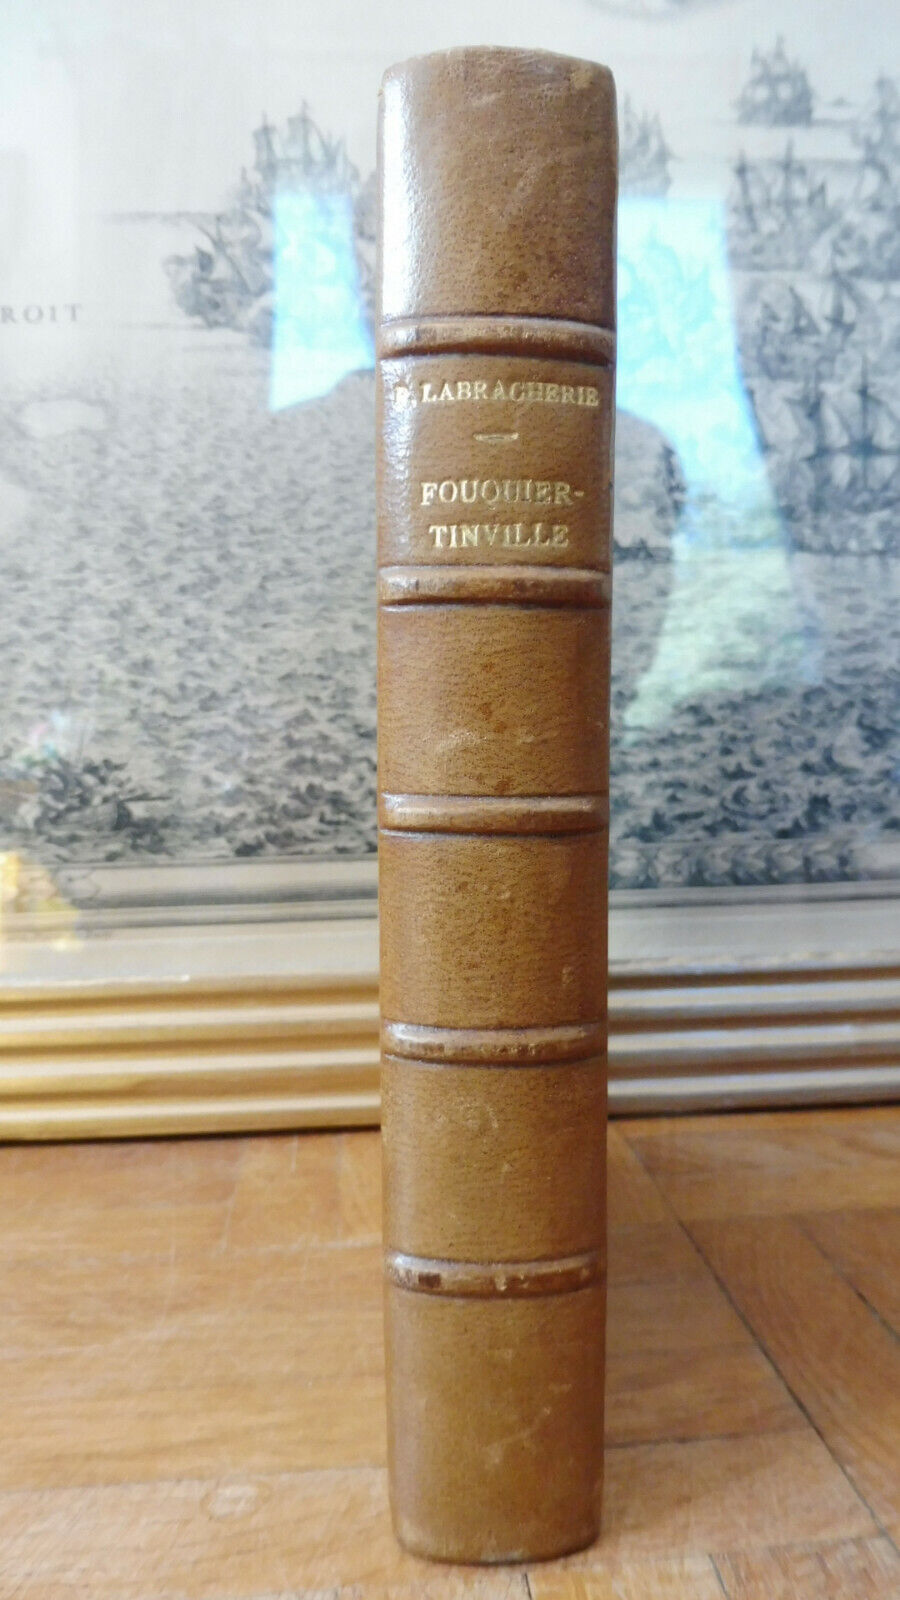 ROIT
P. LABRACHERIE
FOUQUIER-
TINVILLE